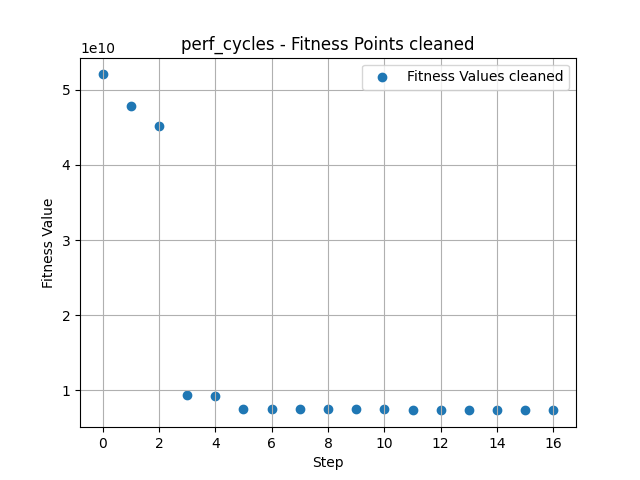 perf_cycles - Fitness Points cleaned
1e10
Fitness Values cleaned
5
4
3
2
1
Fitness Value
0 2 4 6 8 10 12 14 16
Step